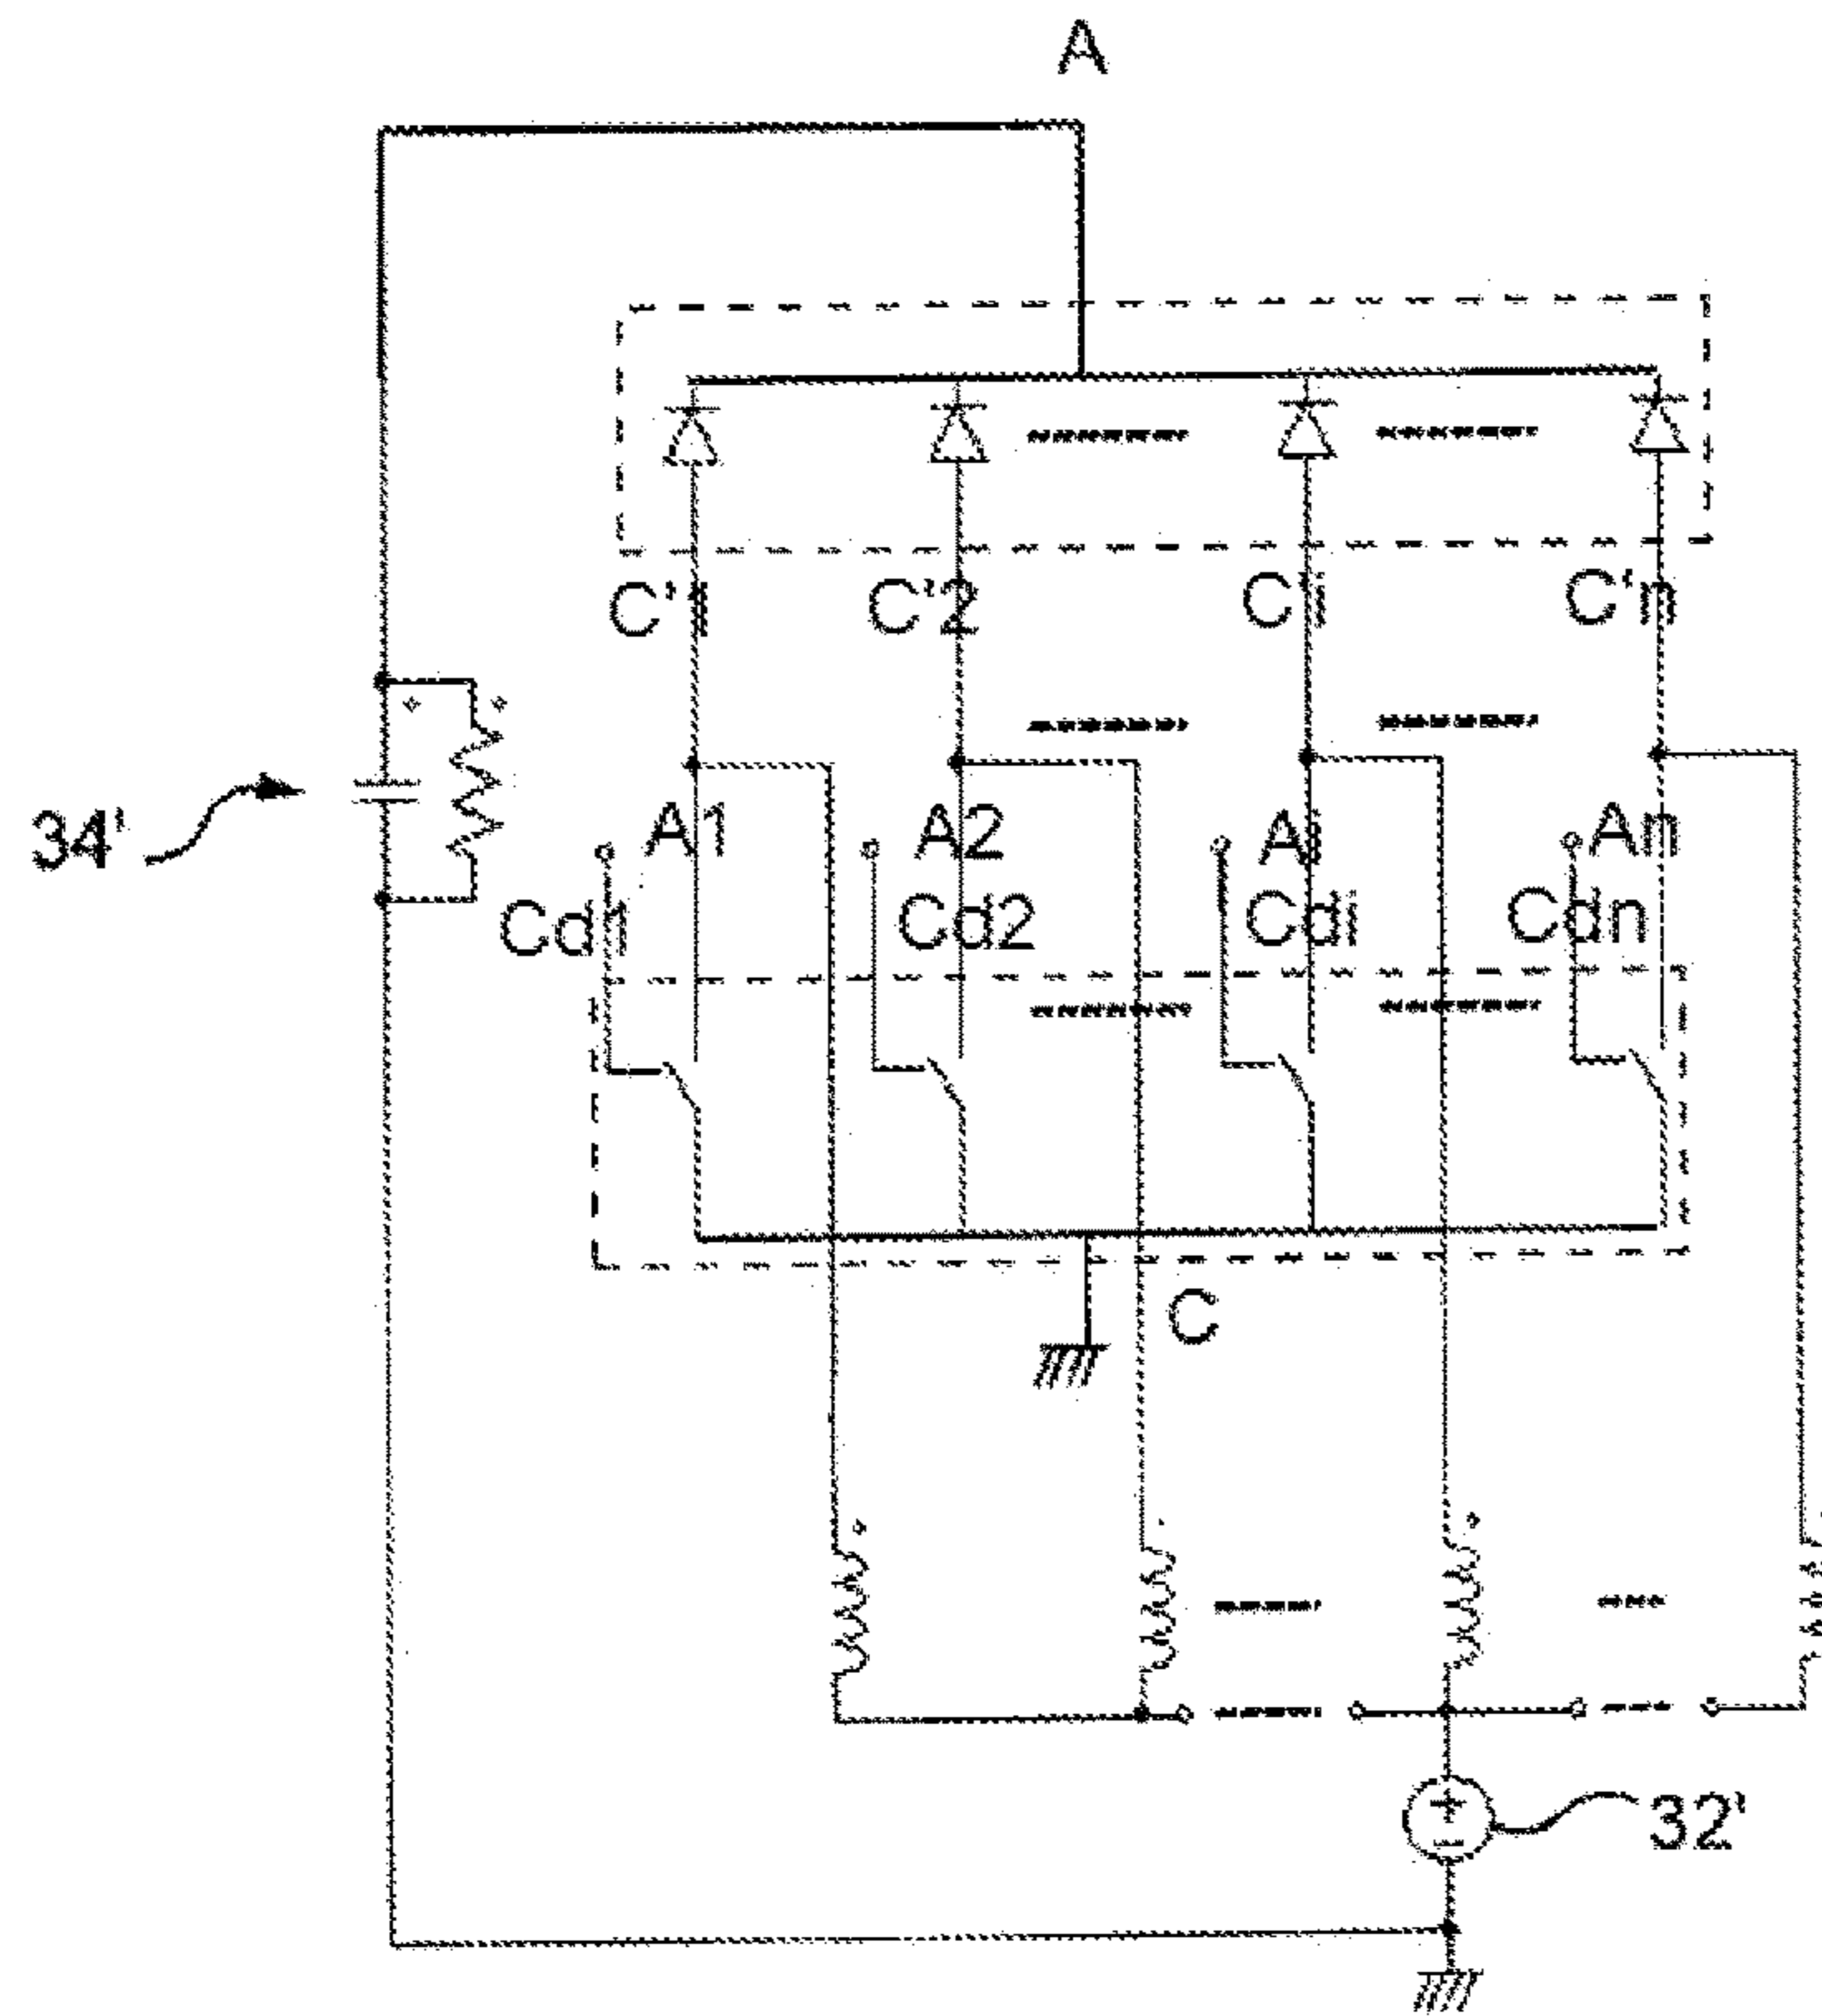 A
C'1 C'2 C'i C'n
34'
A1 A2 Ai An
Cd1 Cd2 Cdi Cdn
C
+
-
32'